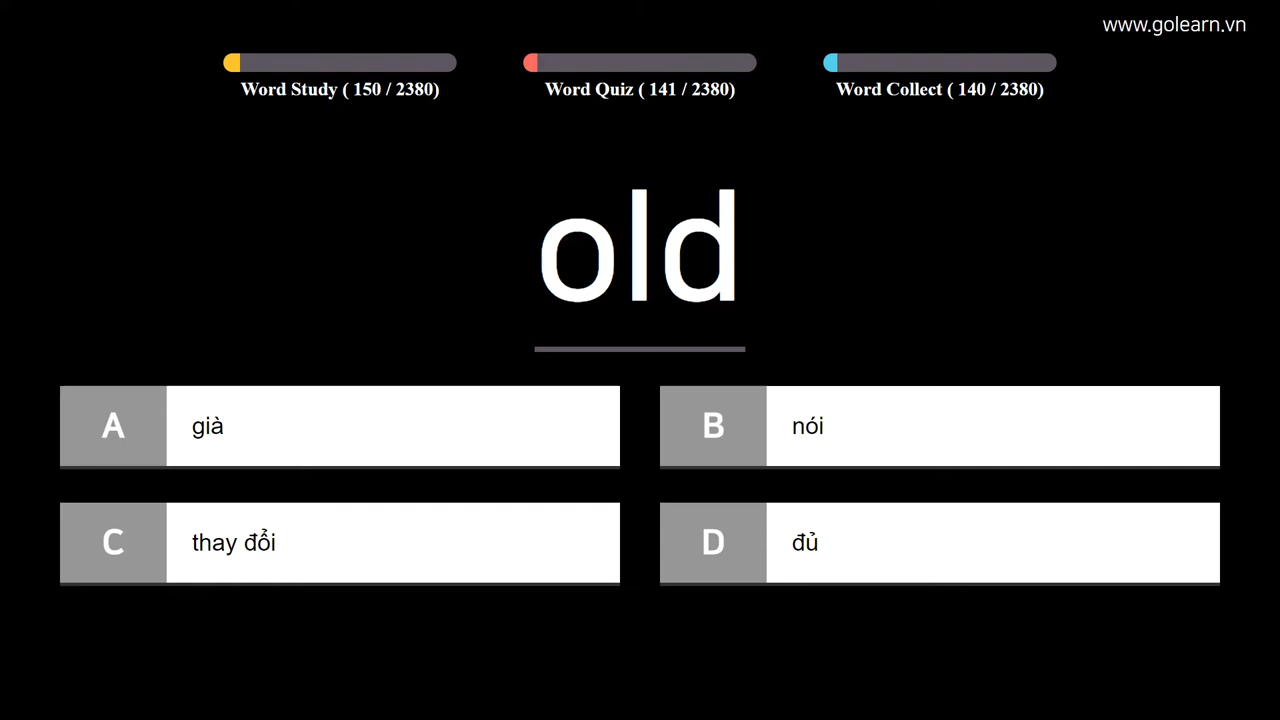 www.golearn.vn
Word Study ( 150 / 2380)
Word Quiz ( 141 / 2380)
Word Collect ( 140 / 2380)
old
A già
B nói
C thay đổi
D đủ